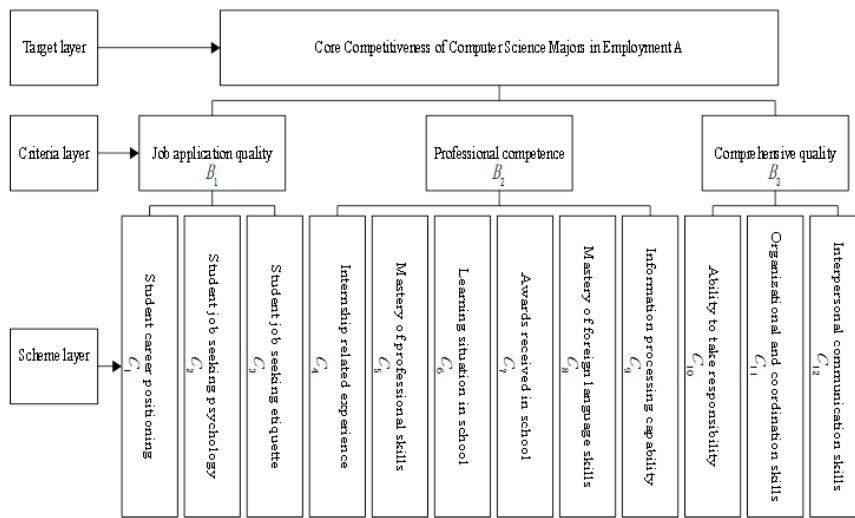 Target layer
Core Competitiveness of Computer Science Majors in Employment A
Criteria layer
Job application quality
B1
Professional competence
B2
Comprehensive quality
B3
Scheme layer
Student career positioning
C1
Student job seeking psychology
C2
Student job seeking etiquette
C3
Internship related experience
C4
Mastery of professional skills
C5
Learning situation in school
C6
Awards received in school
C7
Mastery of foreign language skills
C8
Information processing capability
C9
Ability to take responsibility
C10
Organizational and coordination skills
C11
Interpersonal communication skills
C12